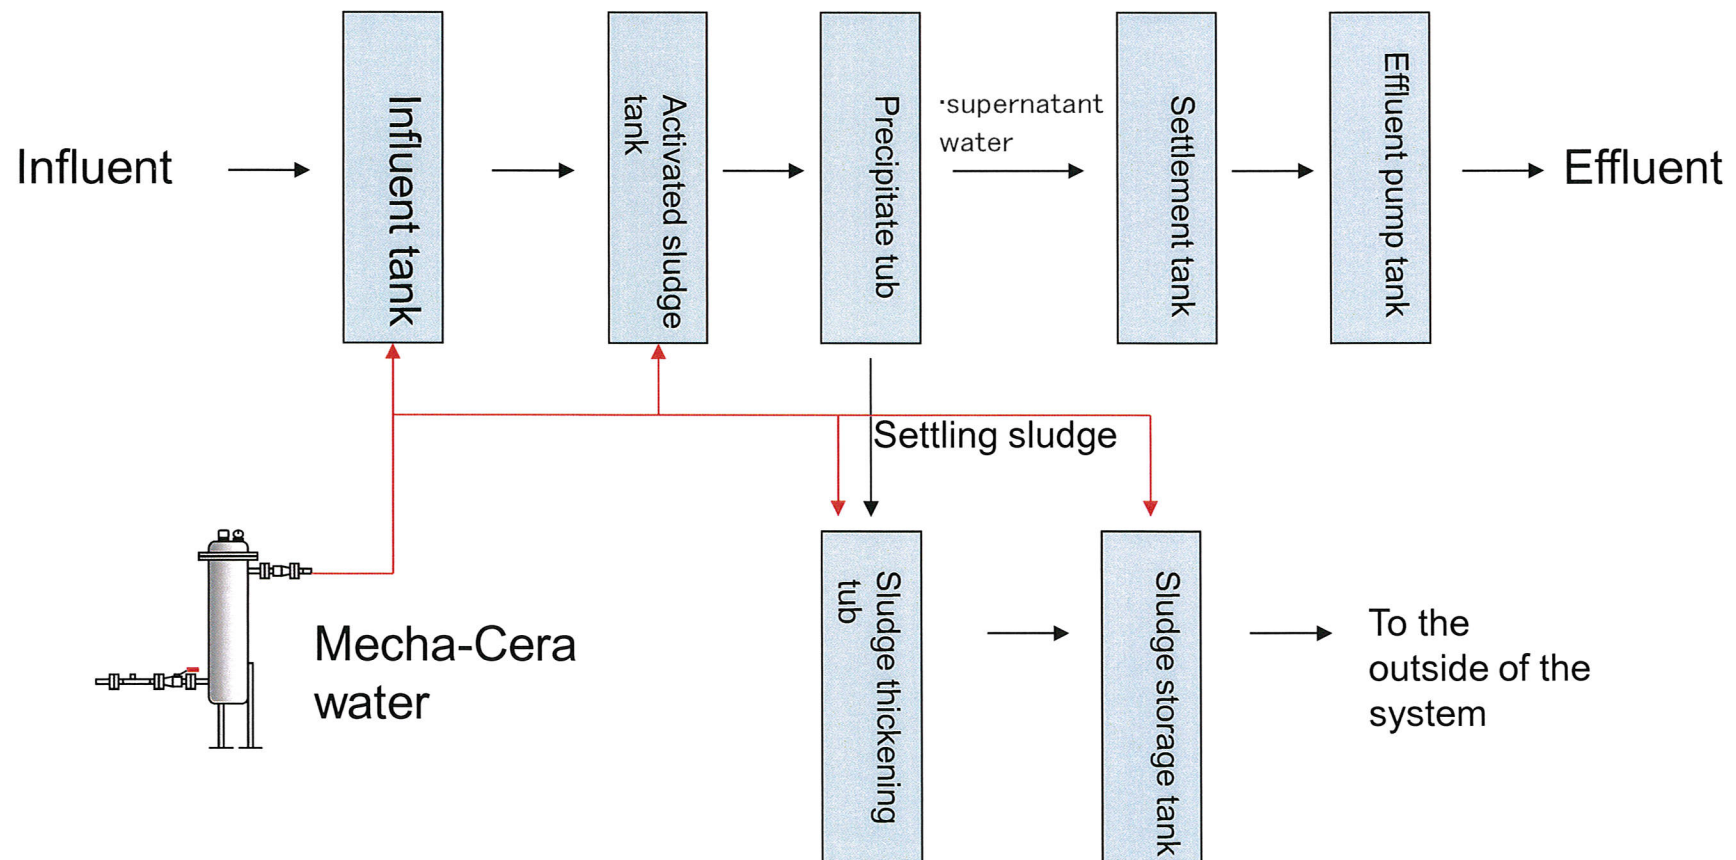 Influent
Influent tank
Activated sludge
tank
Precipitate tub
·supernatant
water
Settlement tank
Effluent pump tank
Effluent
Settling sludge
Mecha-Cera
water
Sludge thickening
tub
Sludge storage tank
To the
outside of the
system